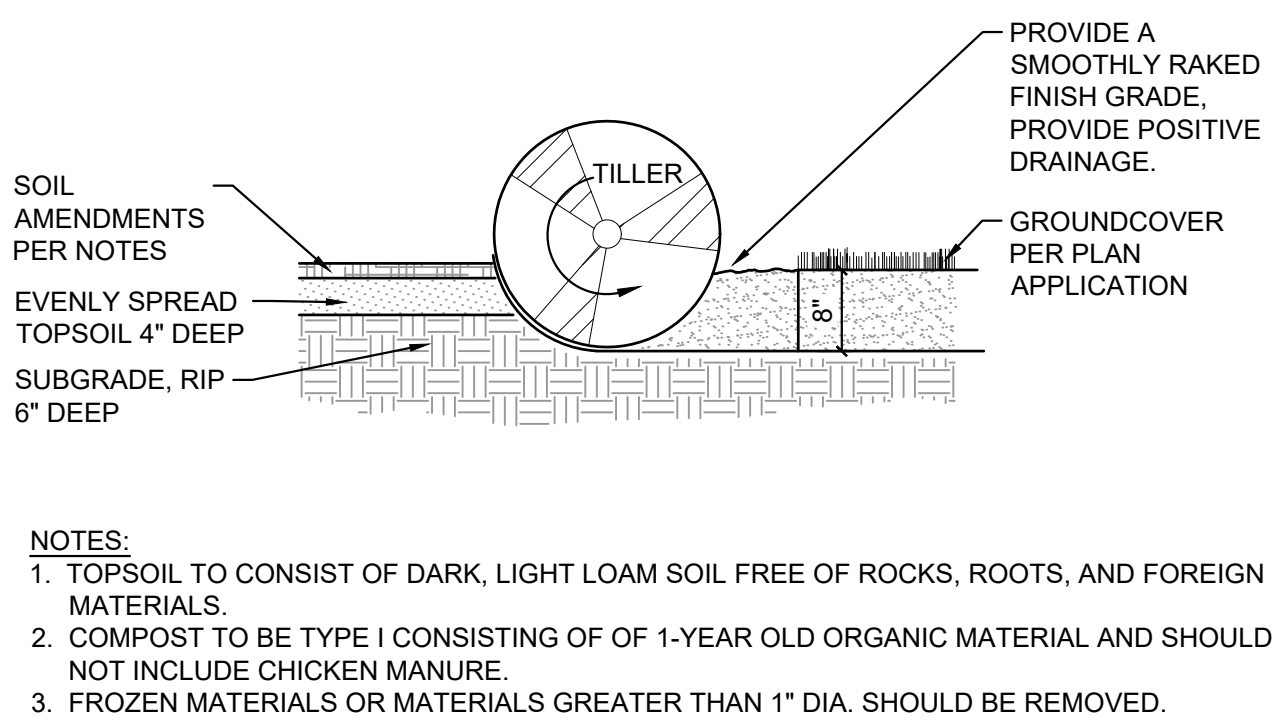 PROVIDE A
SMOOTHLY RAKED
FINISH GRADE,
PROVIDE POSITIVE
DRAINAGE.
TILLER
SOIL
AMENDMENTS
PER NOTES
GROUNDCOVER
PER PLAN
APPLICATION
EVENLY SPREAD
TOPSOIL 4" DEEP
8"
SUBGRADE, RIP
6" DEEP
NOTES:
1. TOPSOIL TO CONSIST OF DARK, LIGHT LOAM SOIL FREE OF ROCKS, ROOTS, AND FOREIGN
MATERIALS.
2. COMPOST TO BE TYPE I CONSISTING OF OF 1-YEAR OLD ORGANIC MATERIAL AND SHOULD
NOT INCLUDE CHICKEN MANURE.
3. FROZEN MATERIALS OR MATERIALS GREATER THAN 1" DIA. SHOULD BE REMOVED.